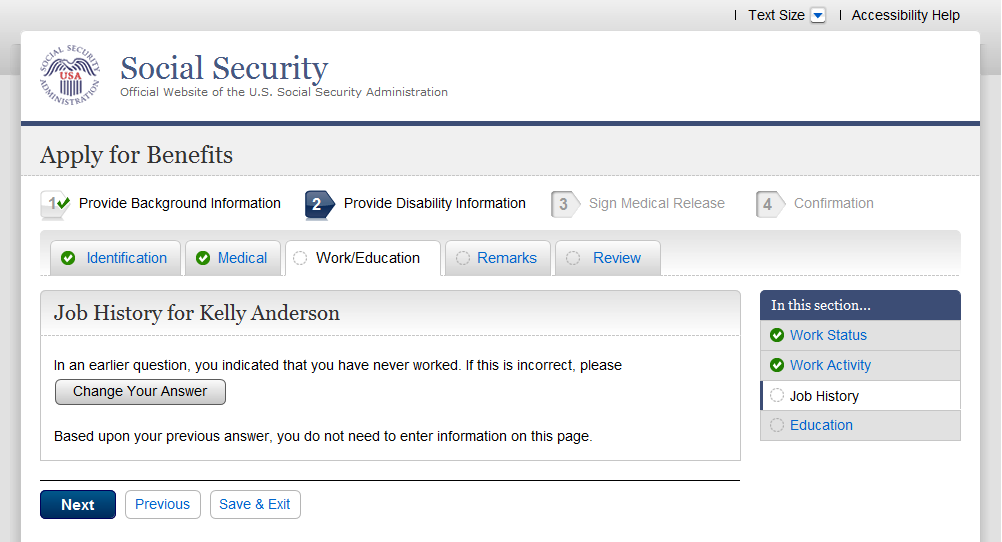 Text Size Accessibility Help
SOCIAL SECURITY ADMINISTRATION
USA
Social Security
Official Website of the U.S. Social Security Administration
Apply for Benefits
1 Provide Background Information 2 Provide Disability Information 3 Sign Medical Release 4 Confirmation
Identification Medical Work/Education Remarks Review
Job History for Kelly Anderson
In an earlier question, you indicated that you have never worked. If this is incorrect, please
Change Your Answer
Based upon your previous answer, you do not need to enter information on this page.
In this section...
Work Status
Work Activity
Job History
Education
Next Previous Save & Exit